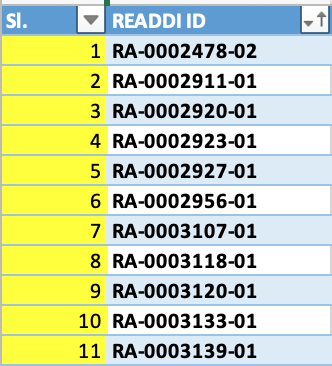 Sl. READDI ID
1 RA-0002478-02
2 RA-0002911-01
3 RA-0002920-01
4 RA-0002923-01
5 RA-0002927-01
6 RA-0002956-01
7 RA-0003107-01
8 RA-0003118-01
9 RA-0003120-01
10 RA-0003133-01
11 RA-0003139-01